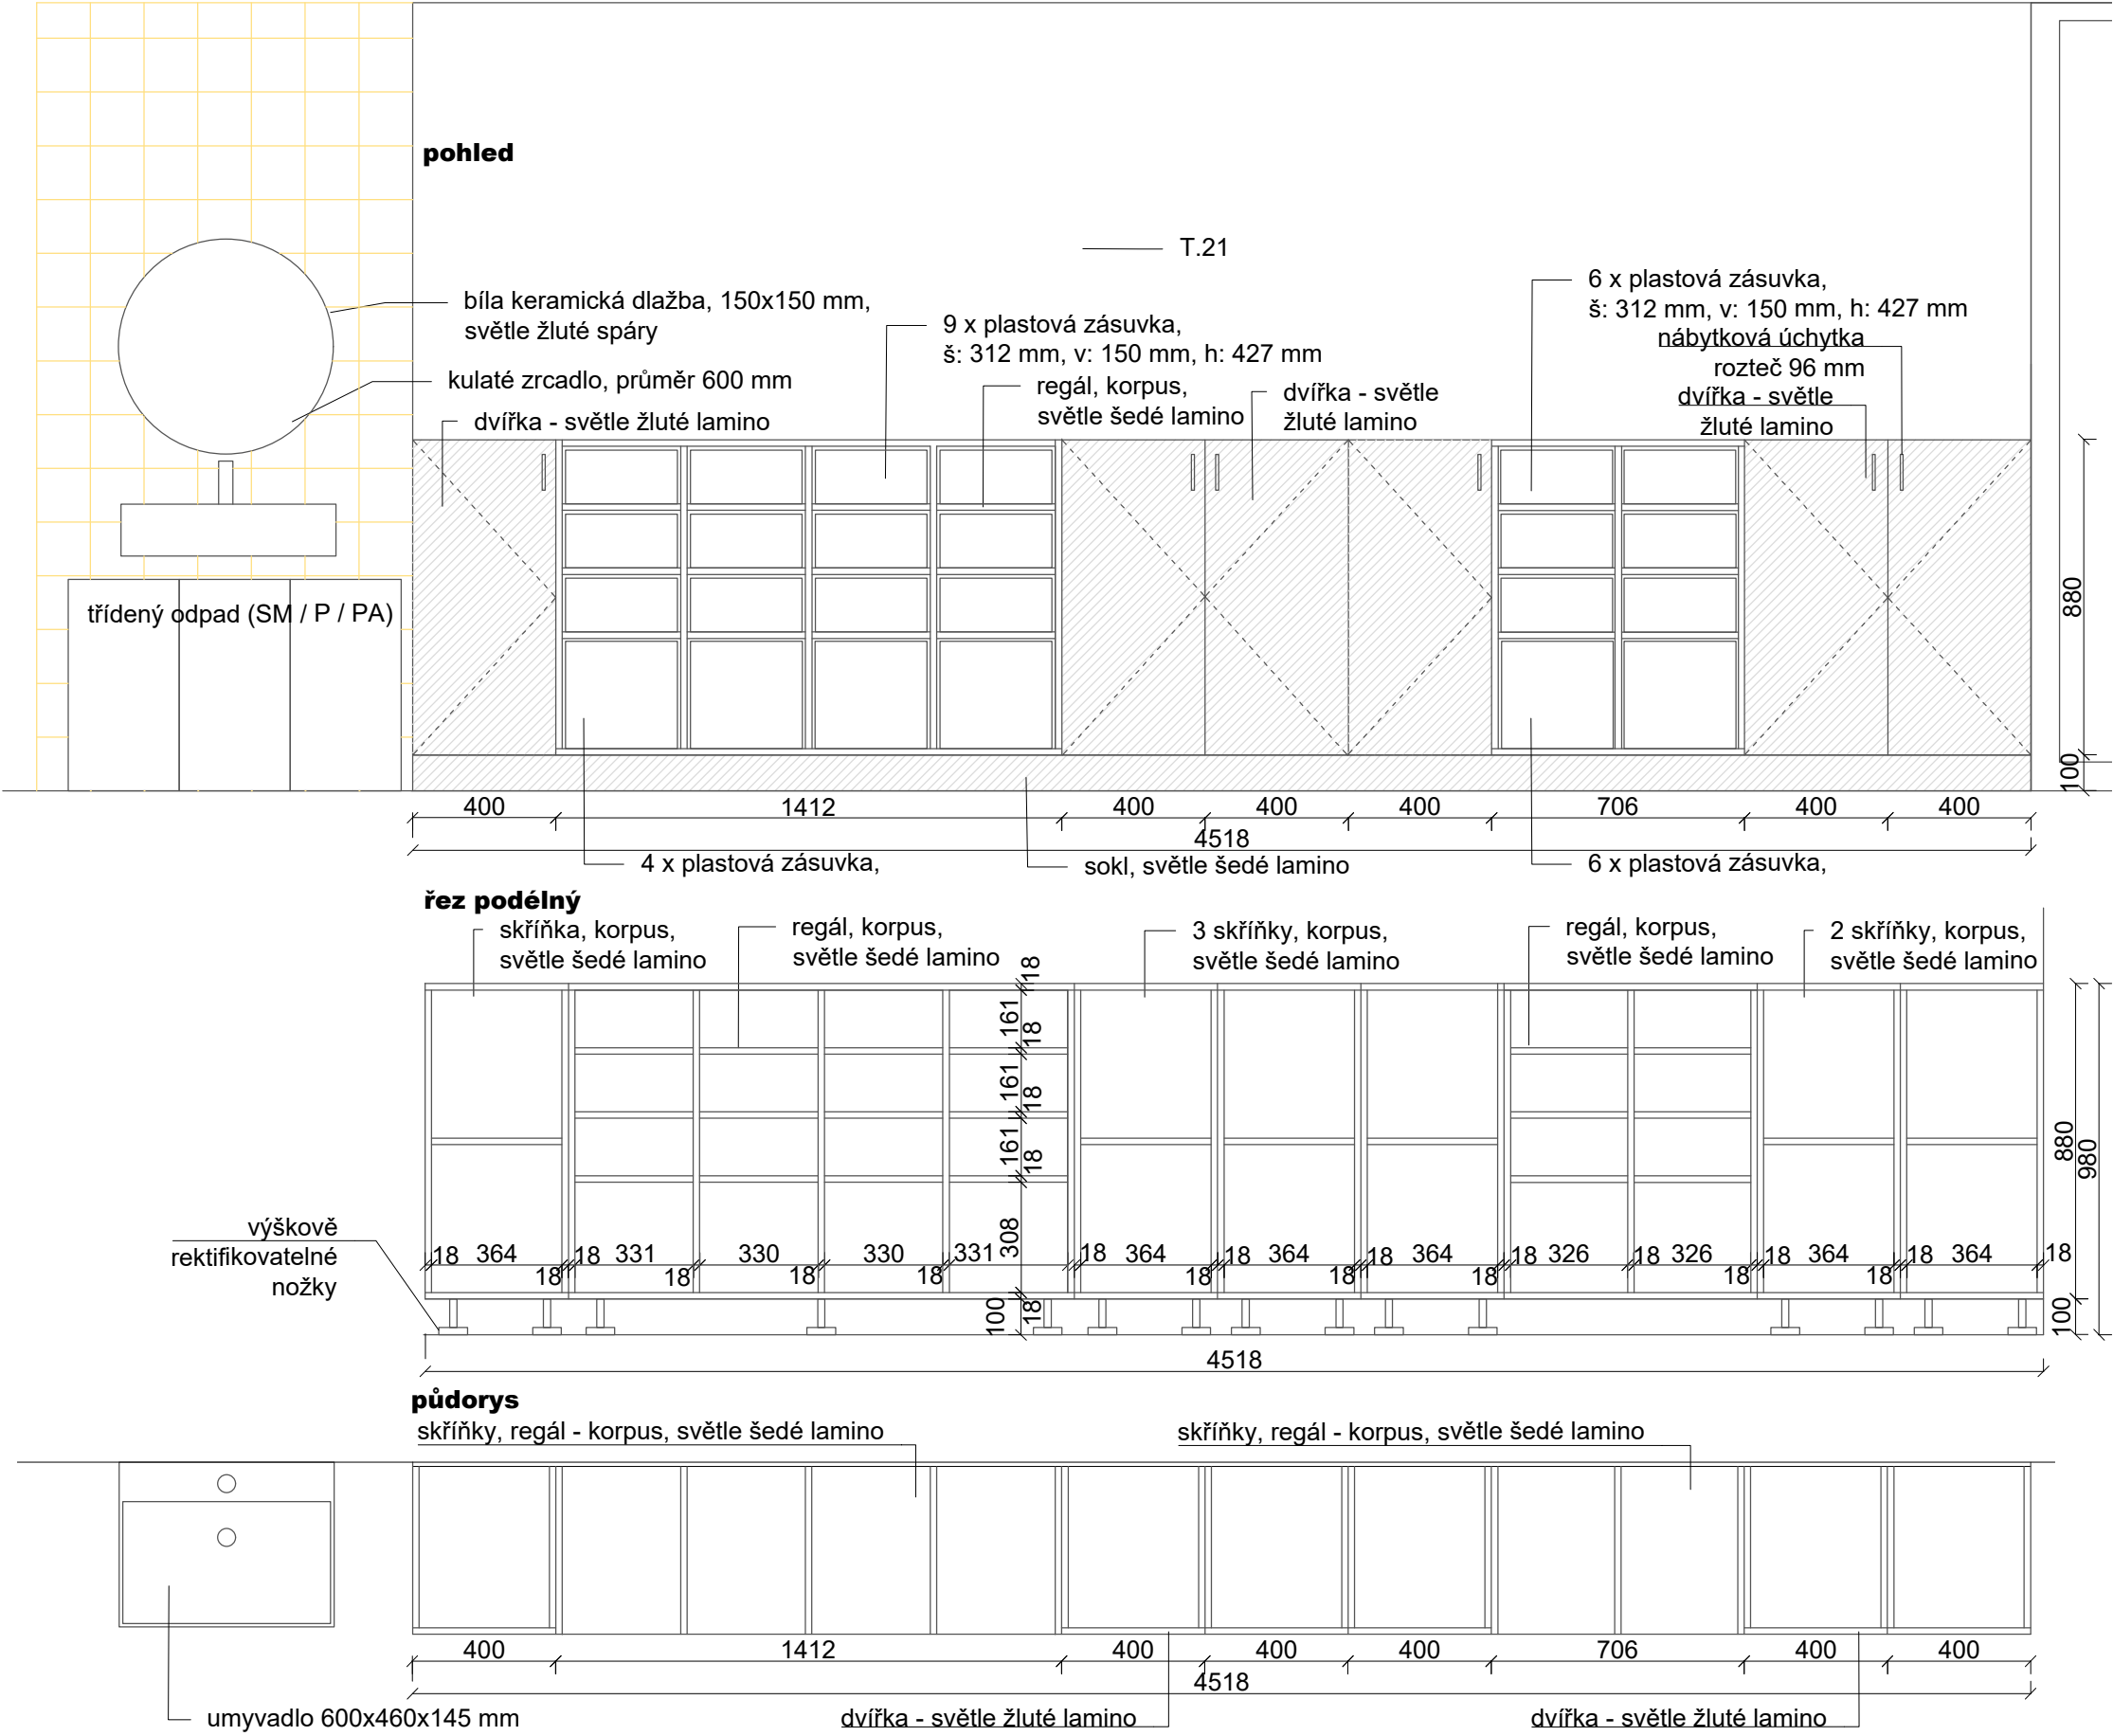 pohled
T.21
bíla keramická dlažba, 150x150 mm,
světle žluté spáry
kulaté zrcadlo, průměr 600 mm
dvířka - světle žluté lamino
9 x plastová zásuvka,
š: 312 mm, v: 150 mm, h: 427 mm
regál, korpus,
světle šedé lamino
dvířka - světle
žluté lamino
6 x plastová zásuvka,
š: 312 mm, v: 150 mm, h: 427 mm
nábytková úchytka
rozteč 96 mm
dvířka - světle
žluté lamino
třídený odpad (SM / P / PA)
880
100
400 1412 400 400 400 706 400 400
4518
4 x plastová zásuvka,
sokl, světle šedé lamino
6 x plastová zásuvka,
řez podélný
skříňka, korpus,
světle šedé lamino
regál, korpus,
světle šedé lamino
3 skříňky, korpus,
světle šedé lamino
regál, korpus,
světle šedé lamino
2 skříňky, korpus,
světle šedé lamino
18
161
18
161
18
161
18
308
18
100
880
980
100
výškově
rektifikovatelné
nožky
18 364 18 331 330 330 331 18 364 18 364 18 364 18 326 18 326 18 364 18 364 18
18 18 18 18 18 18 18 18 18
4518
půdorys
skříňky, regál - korpus, světle šedé lamino
skříňky, regál - korpus, světle šedé lamino
400 1412 400 400 400 706 400 400
4518
umyvadlo 600x460x145 mm
dvířka - světle žluté lamino
dvířka - světle žluté lamino